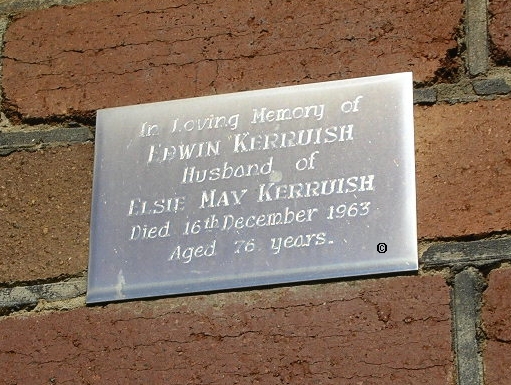 In Loving Memory of
EDWIN KERRUISH
Husband of
ELSIE MAY KERRUISH
Died 16th December 1963
Aged 76 years.
©